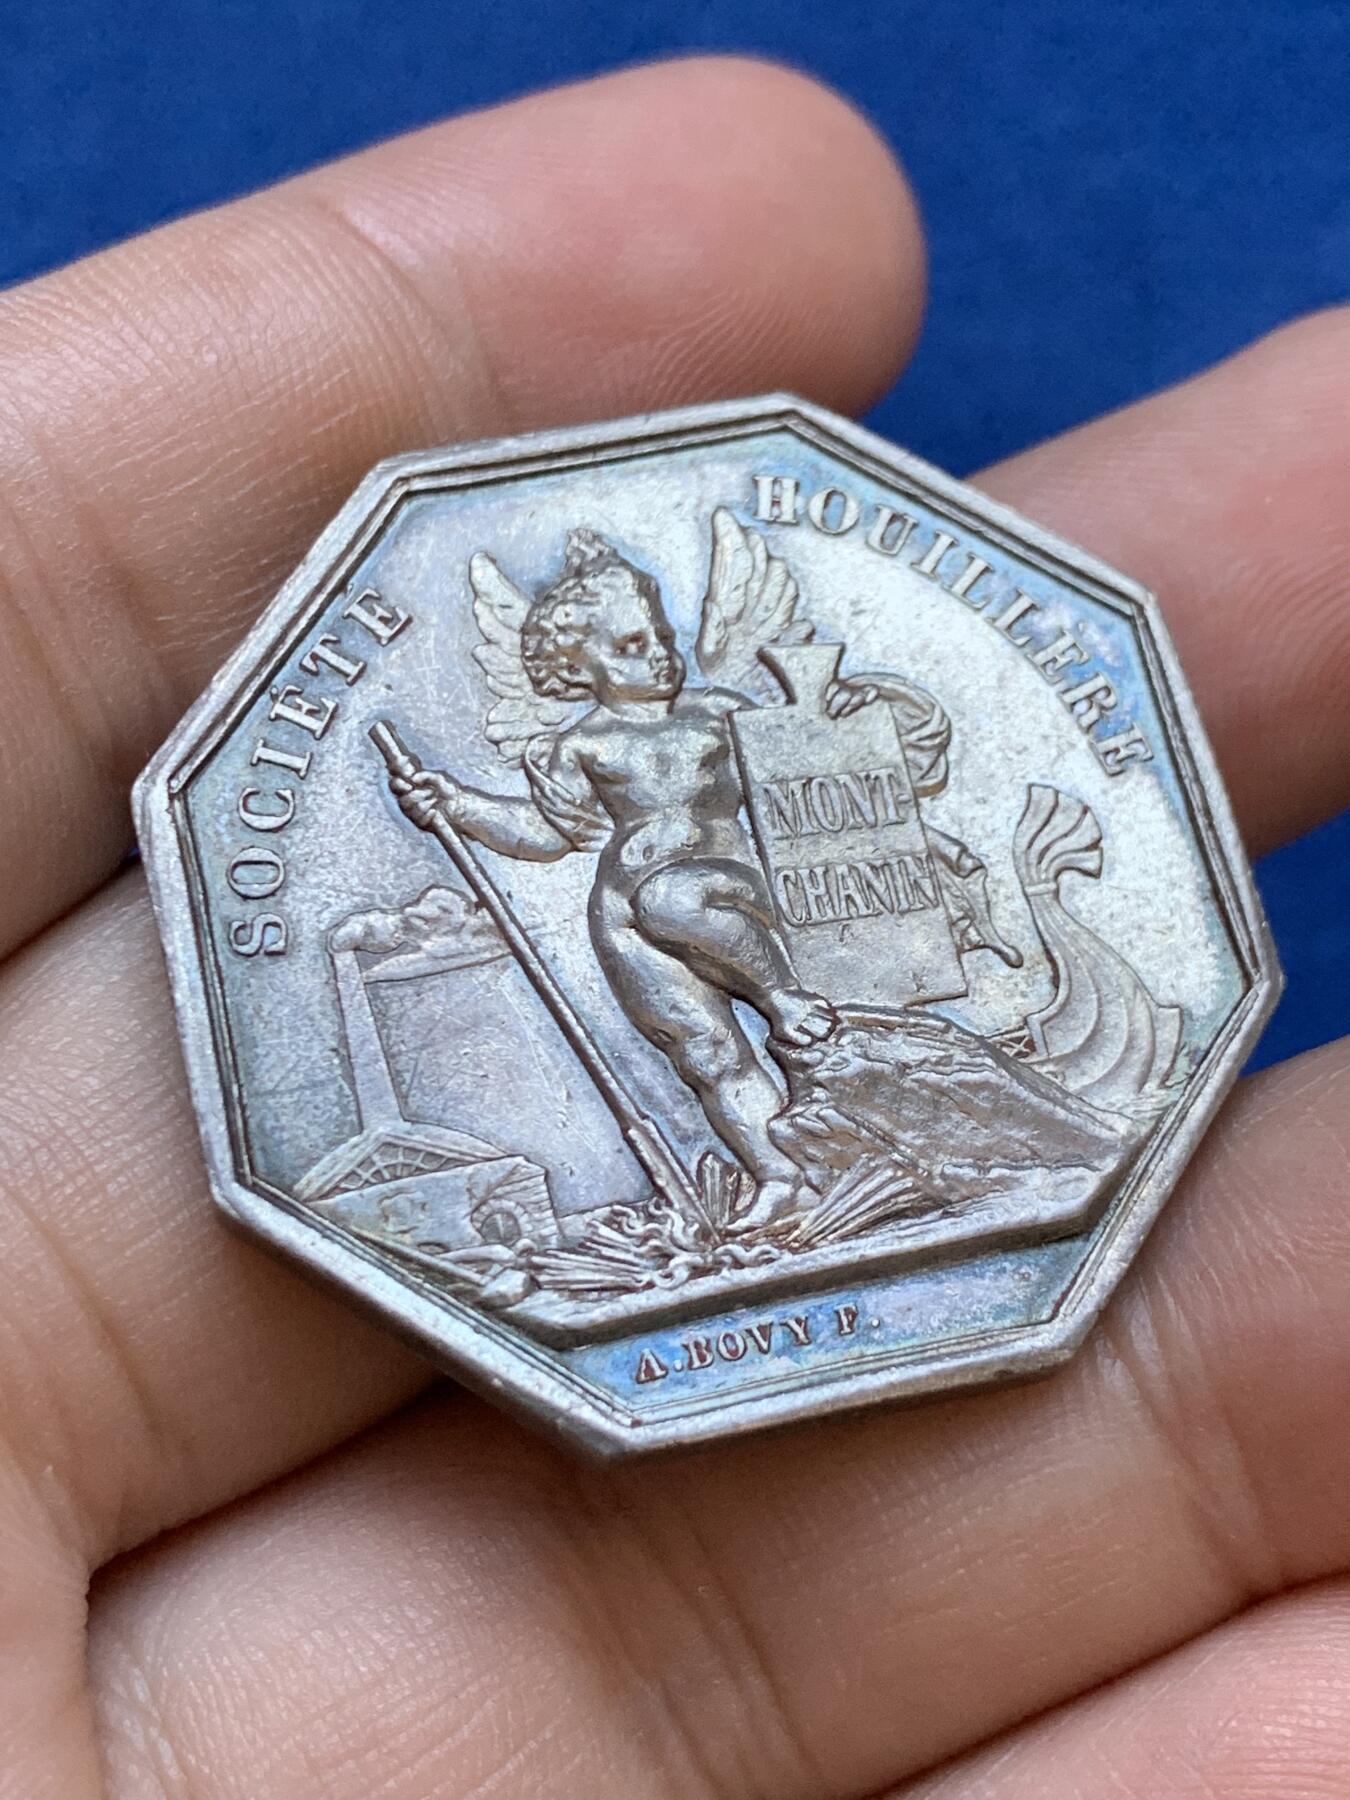 SOCIÉTÉ HOUILLÈRE
MONT-
CHANIN
A.BOVY F.